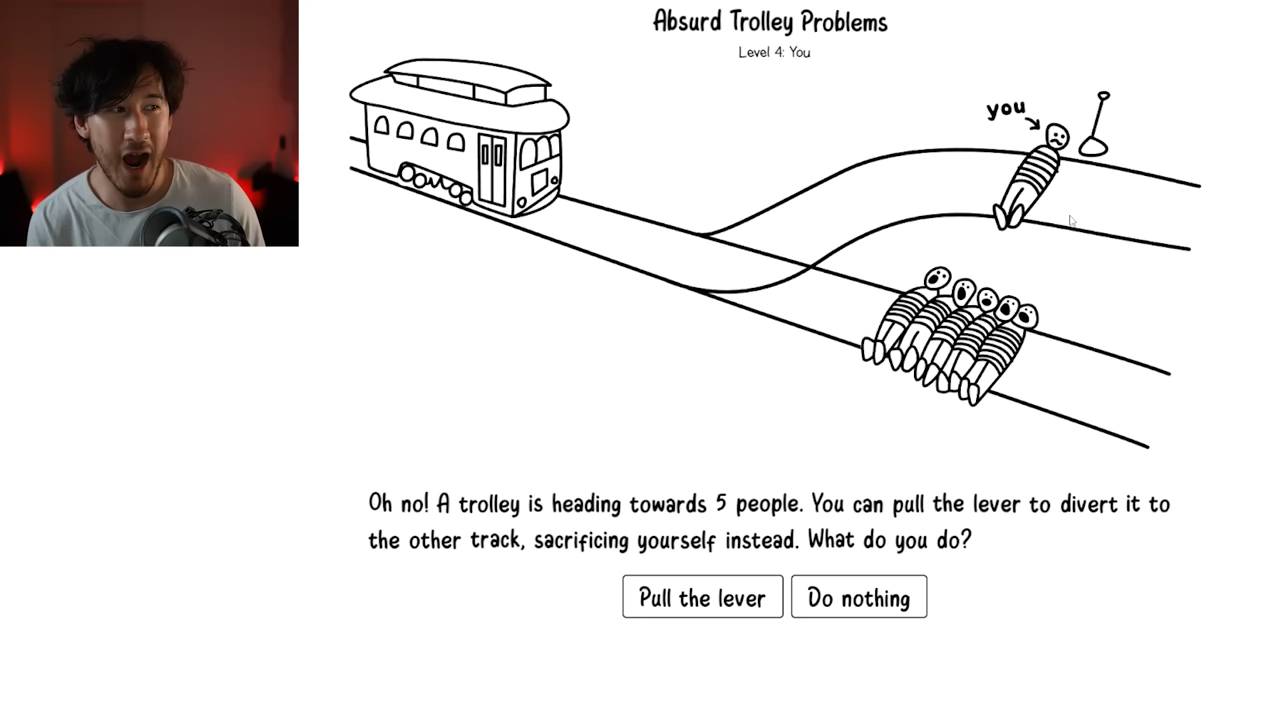 Absurd Trolley Problems
Level 4: You
you
Oh no! A trolley is heading towards 5 people. You can pull the lever to divert it to
the other track, sacrificing yourself instead. What do you do?
Pull the lever
Do nothing